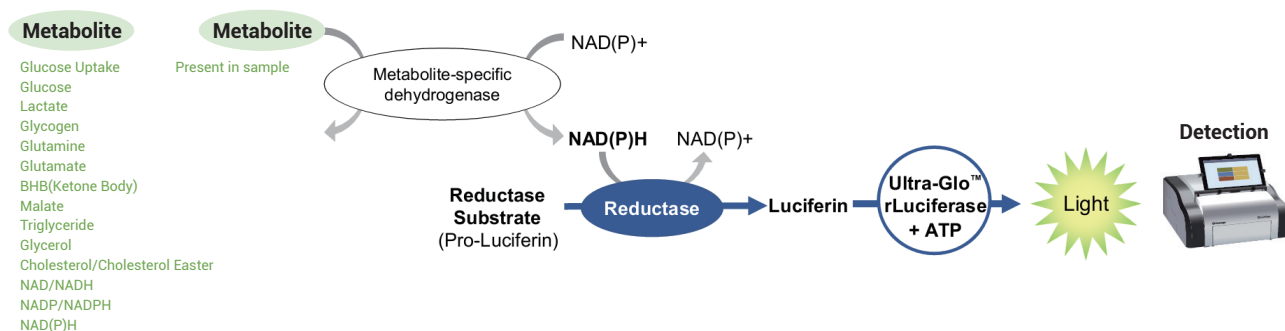 Metabolite
Glucose Uptake
Glucose
Lactate
Glycogen
Glutamine
Glutamate
BHB(Ketone Body)
Malate
Triglyceride
Glycerol
Cholesterol/Cholesterol Easter
NAD/NADH
NADP/NADPH
NAD(P)H
Metabolite
Present in sample
NAD(P)+
Metabolite-specific
dehydrogenase
NAD(P)H
NAD(P)+
Reductase
Substrate
(Pro-Luciferin)
Reductase
Luciferin
Ultra-Glo™
rLuciferase
+ ATP
Light
Detection